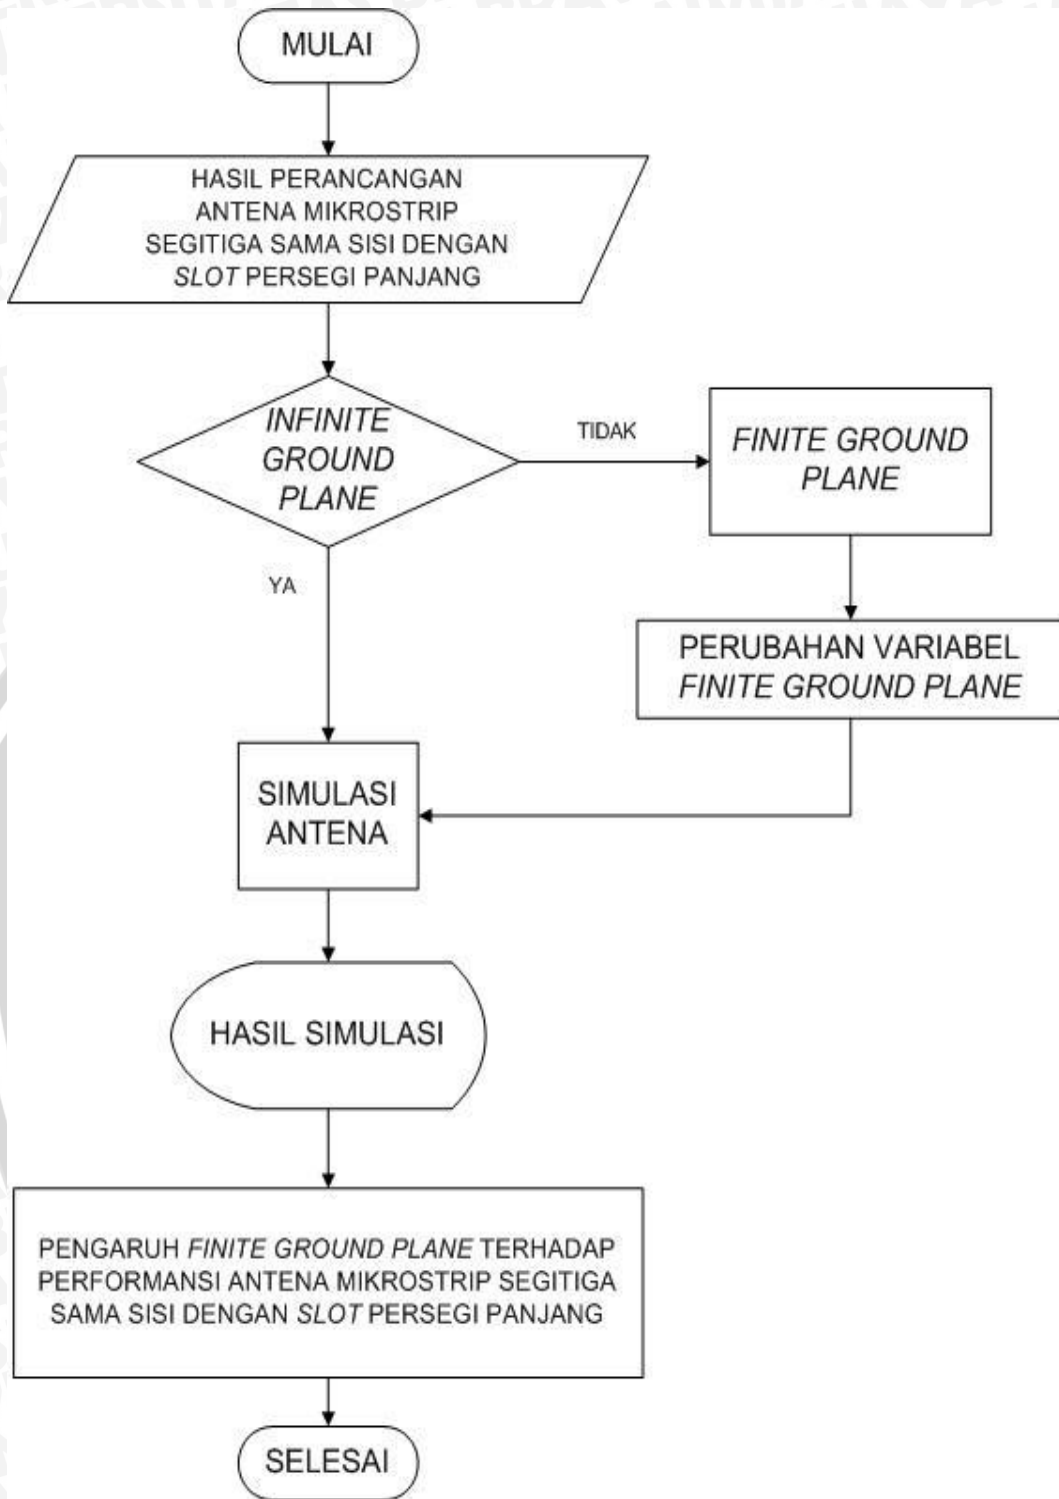 MULAI
HASIL PERANCANGAN
ANTENA MIKROSTRIP
SEGITIGA SAMA SISI DENGAN
SLOT PERSEGI PANJANG
INFINITE
GROUND
PLANE
TIDAK
FINITE GROUND
PLANE
YA
PERUBAHAN VARIABEL
FINITE GROUND PLANE
SIMULASI
ANTENA
HASIL SIMULASI
PENGARUH FINITE GROUND PLANE TERHADAP
PERFORMANSI ANTENA MIKROSTRIP SEGITIGA
SAMA SISI DENGAN SLOT PERSEGI PANJANG
SELESAI